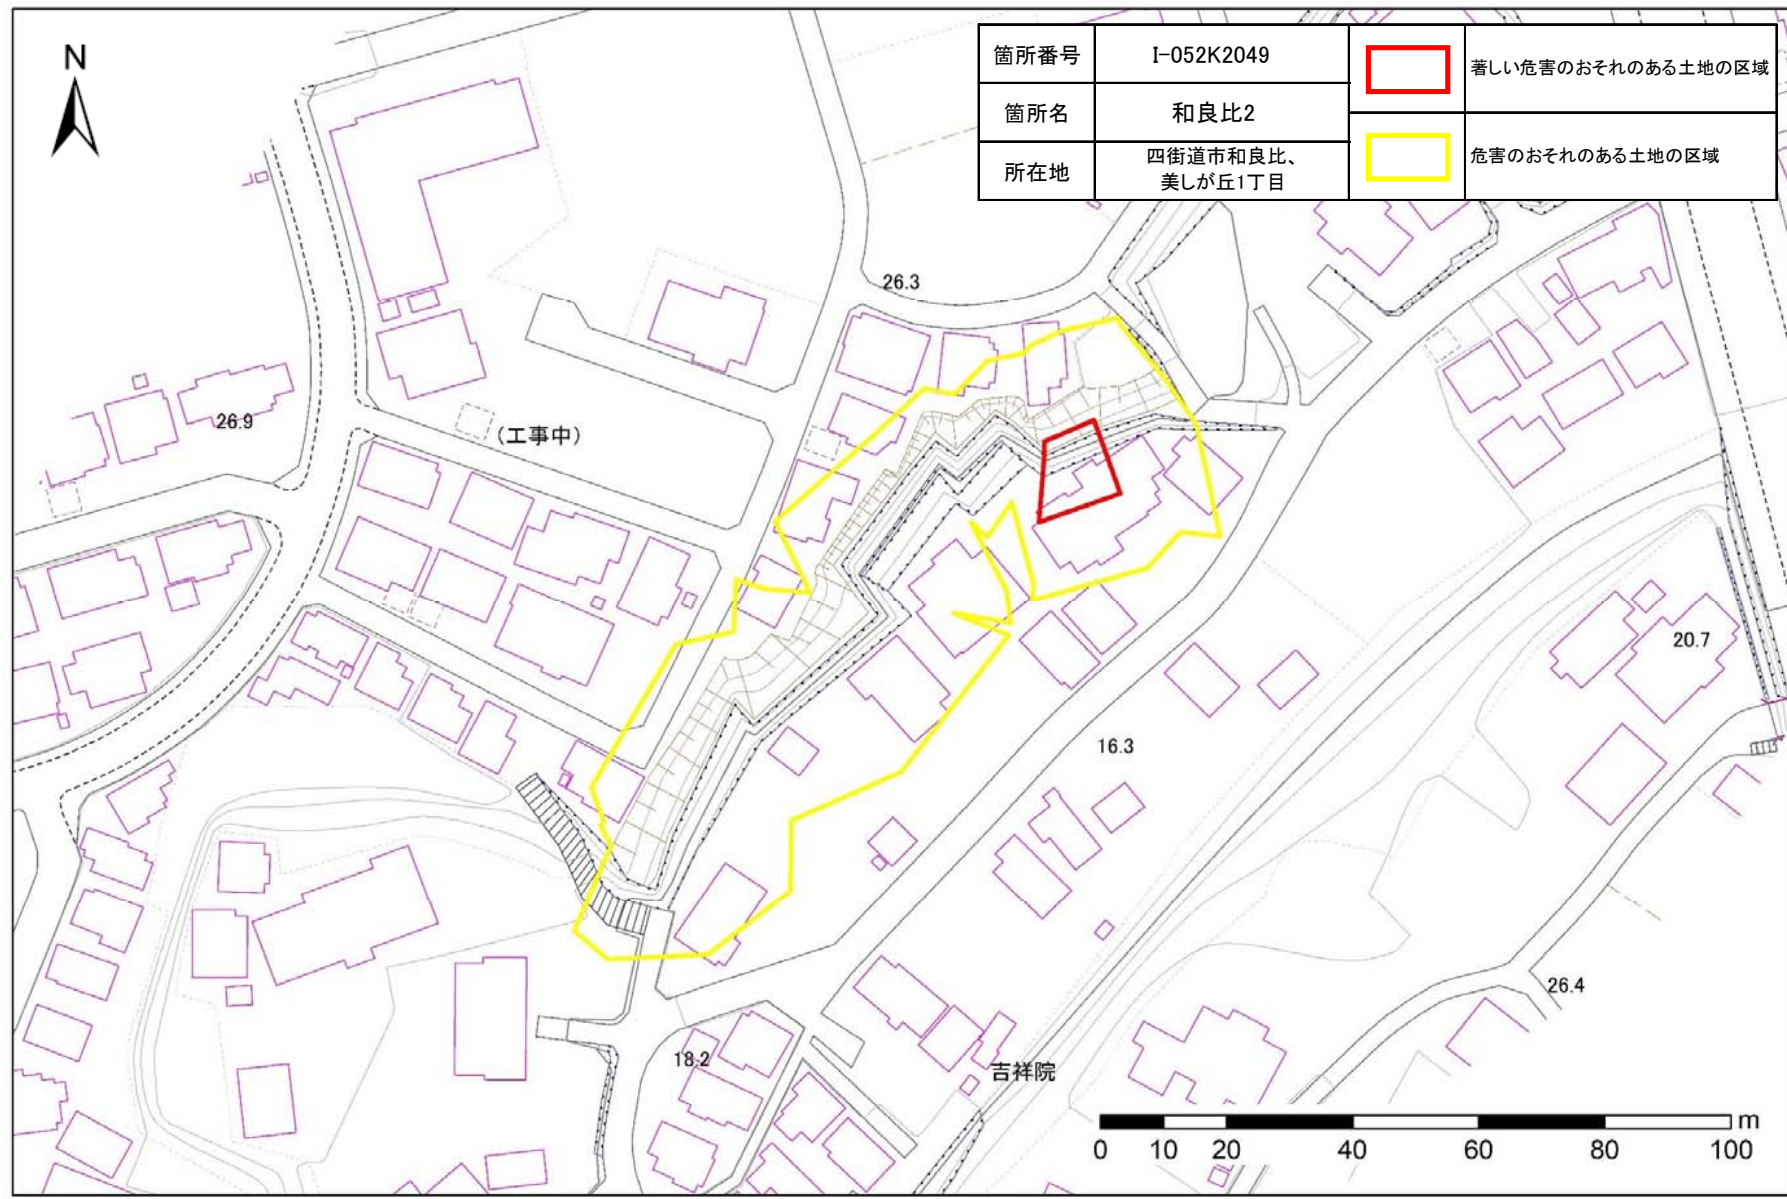 N
箇所番号 I-052K2049 著しい危害のおそれのある土地の区域
箇所名 和良比2
危害のおそれのある土地の区域
所在地 四街道市和良比、
美しが丘1丁目
26.3
26.9
(工事中)
20.7
16.3
26.4
18.2
吉祥院
m
0 10 20 40 60 80 100